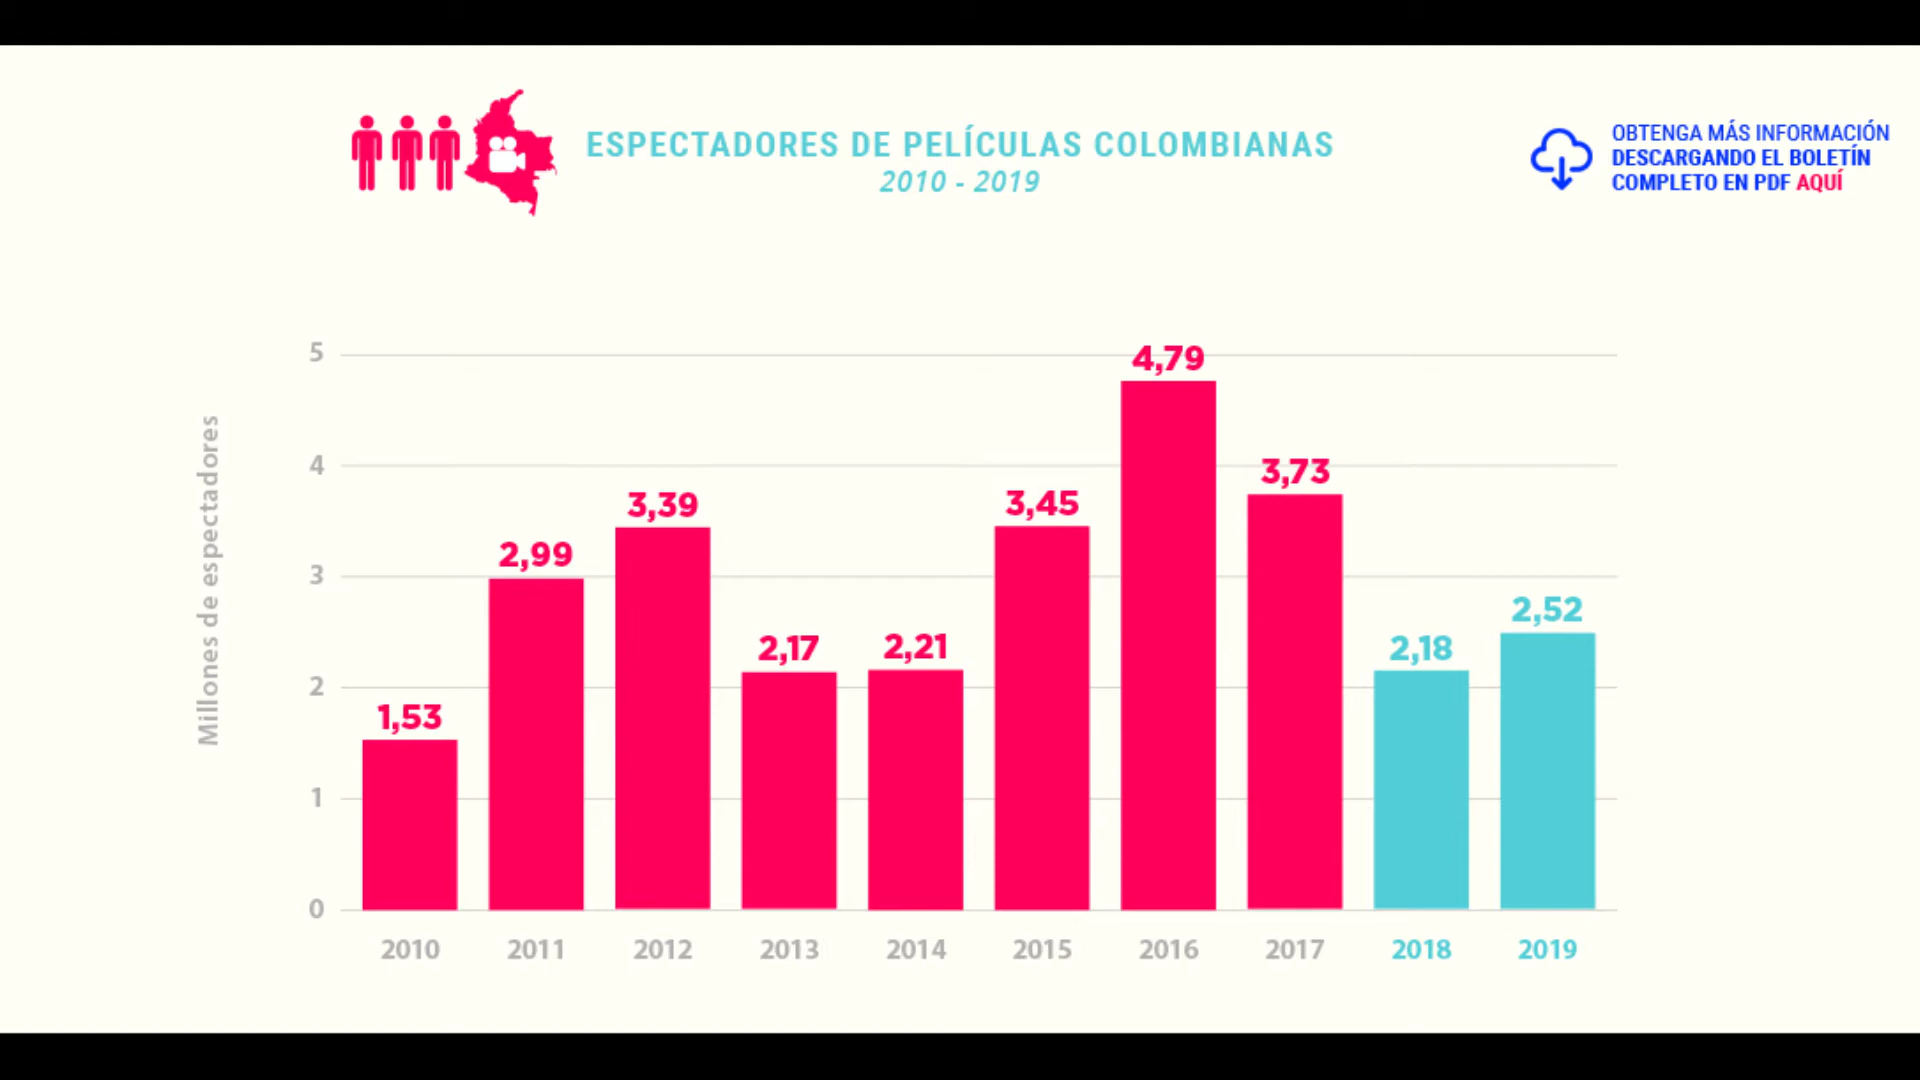 ESPECTADORES DE PELÍCULAS COLOMBIANAS
2010 - 2019
OBTENGA MÁS INFORMACIÓN
DESCARGANDO EL BOLETÍN
COMPLETO EN PDF AQUÍ
Millones de espectadores
5
4
3
2
1
0
1,53
2,99
3,39
2,17
2,21
3,45
4,79
3,73
2,18
2,52
2010 2011 2012 2013 2014 2015 2016 2017 2018 2019